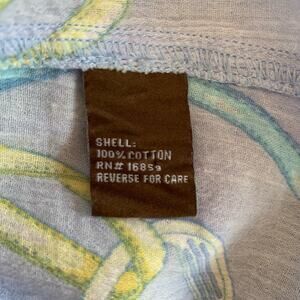 SHELL:
100% COTTON
RN# 16859
REVERSE FOR CARE